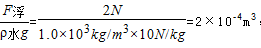 F浮/ρ水g = 2N/1.0×10³kg/m³×10N/kg =2×10⁻⁴m³,